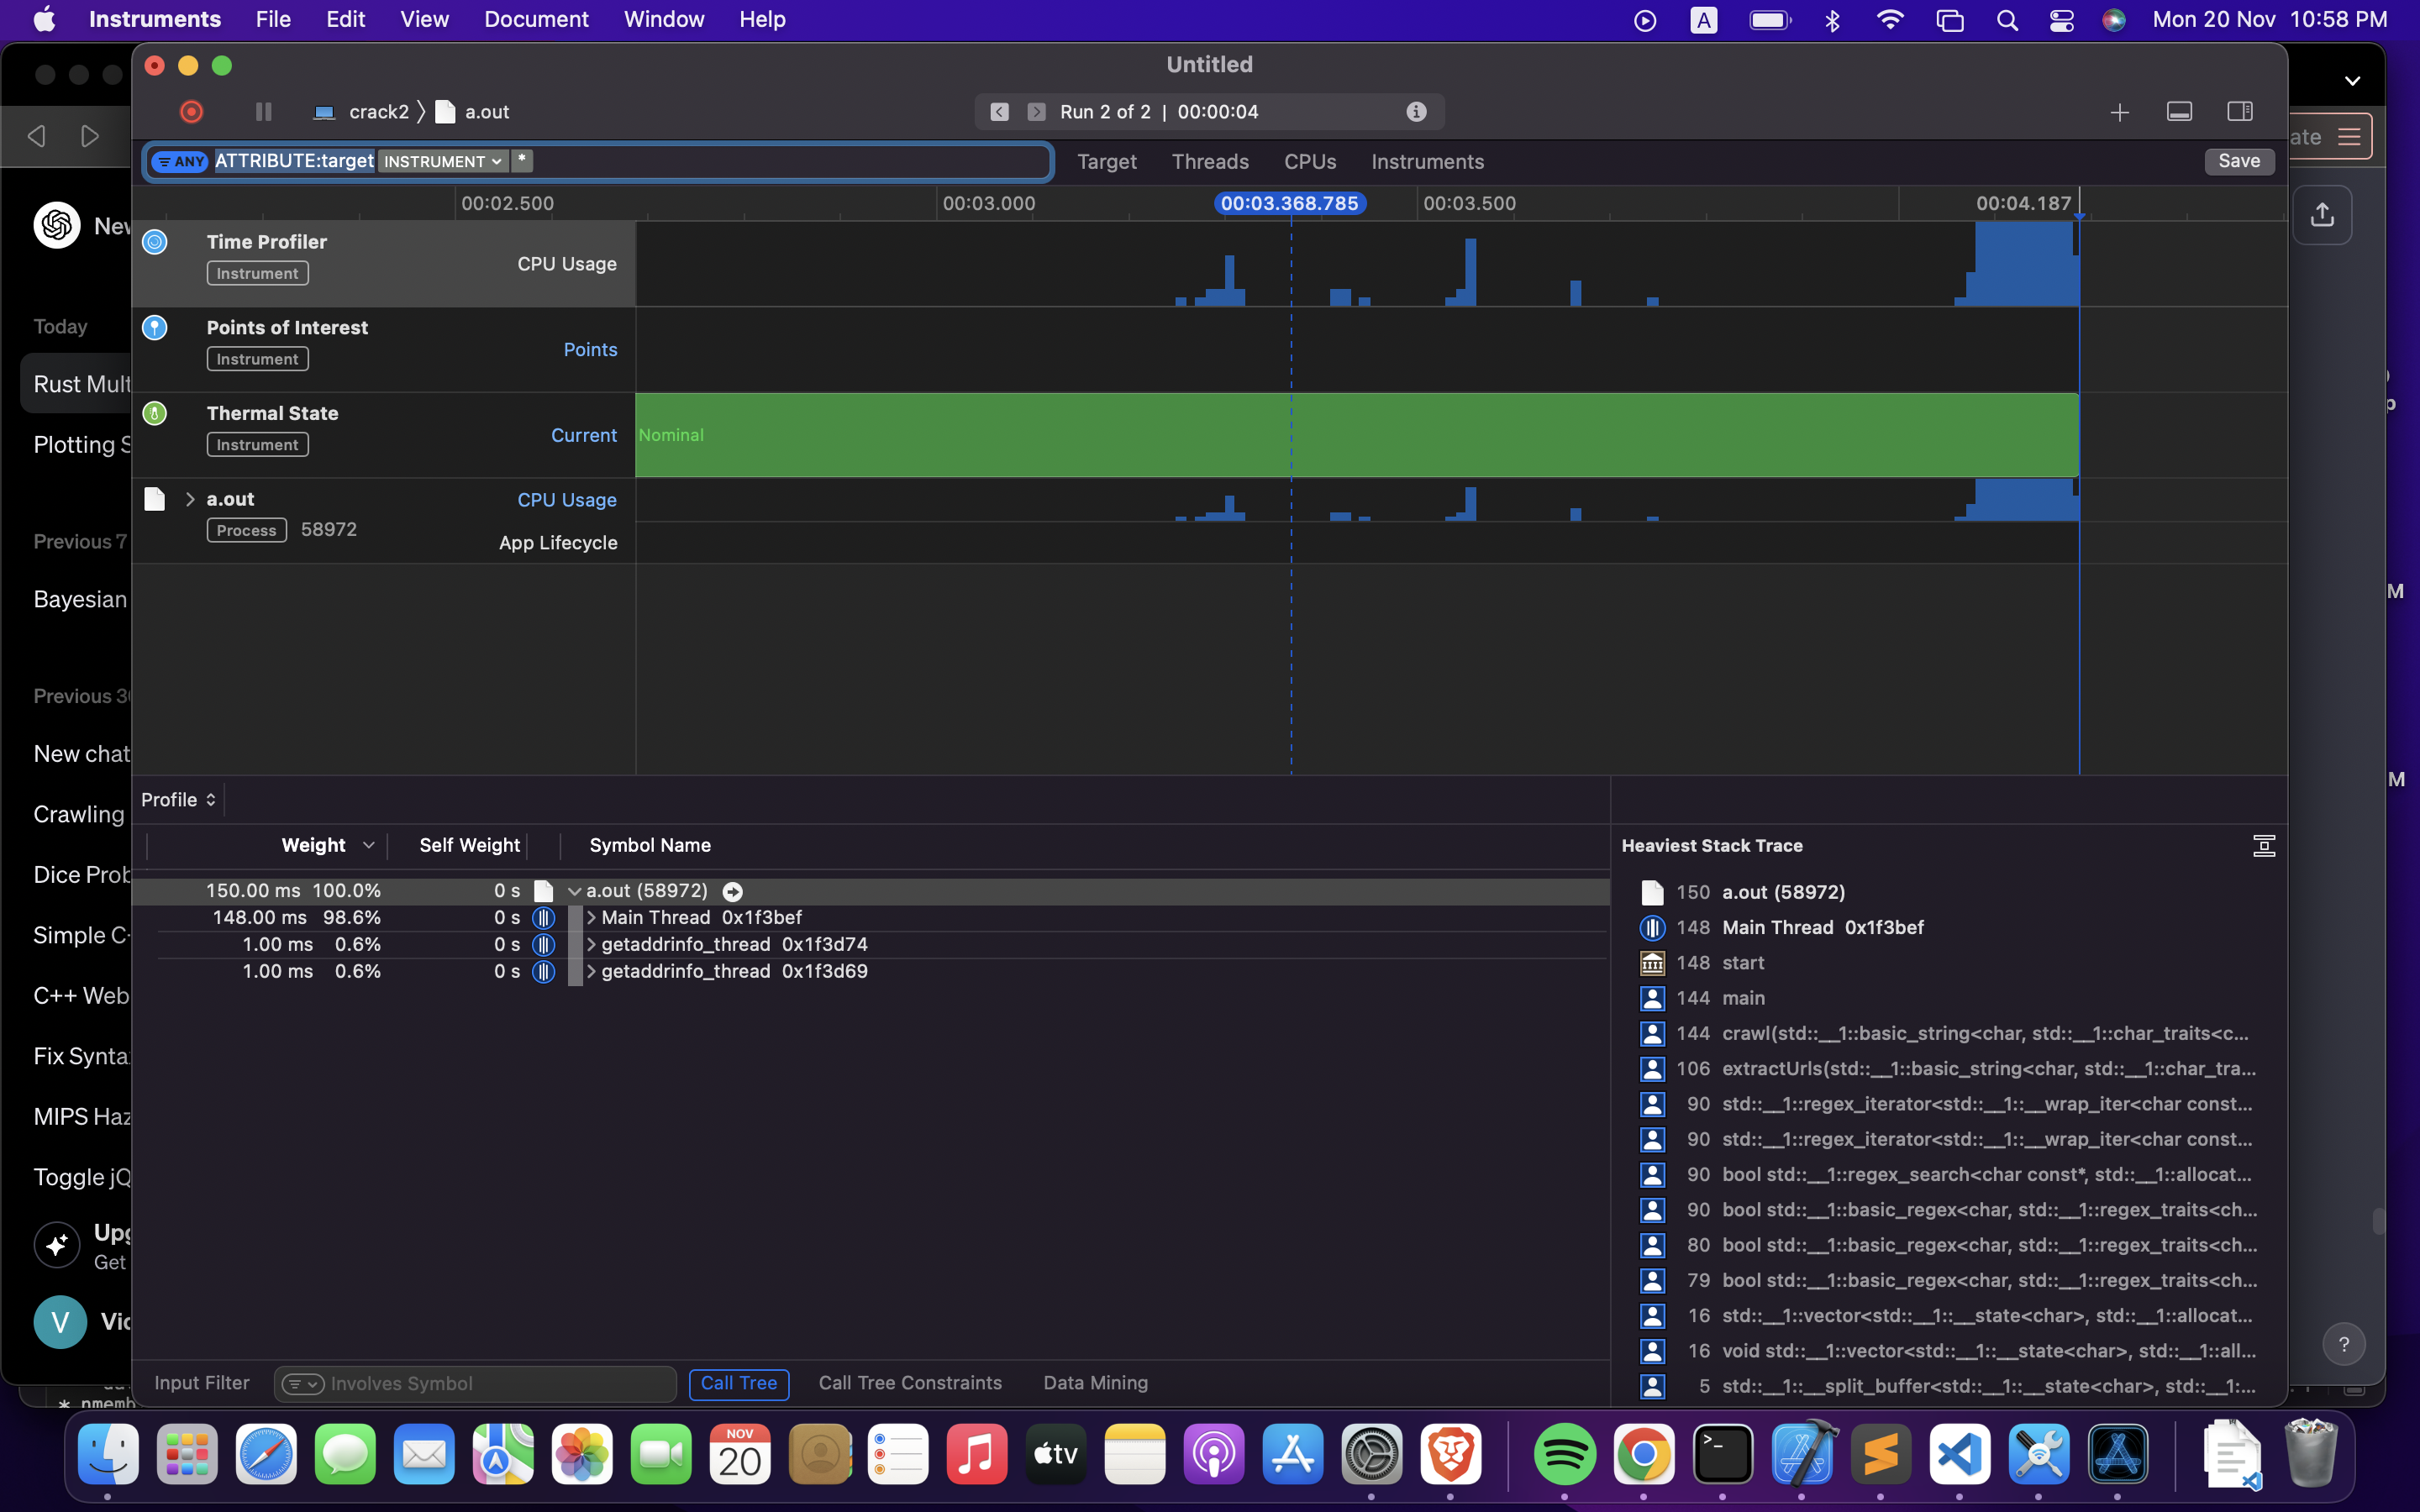 Instruments File Edit View Document Window Help A Mon 20 Nov 10:58 PM
Untitled
crack2 a.out Run 2 of 2 | 00:00:04
ANY ATTRIBUTE:target INSTRUMENT * Target Threads CPUs Instruments Save
ate
00:02.500 00:03.000 00:03.368.785 00:03.500 00:04.187
New
Time Profiler
Instrument
CPU Usage
Today
Points of Interest
Instrument
Points
Rust Mult
Thermal State
Instrument
Current
Nominal
Plotting S
a.out
CPU Usage
Process 58972
App Lifecycle
Previous 7
Bayesian
M
Previous 30
New chat
M
Crawling
Dice Prob
Simple C
C++ Web
Fix Synta
MIPS Haz
Toggle jQ
Upg
Get
V Vic
Profile
Weight Self Weight Symbol Name
150.00 ms 100.0% 0 s a.out (58972)
148.00 ms 98.6% 0 s Main Thread 0x1f3bef
1.00 ms 0.6% 0 s getaddrinfo_thread 0x1f3d74
1.00 ms 0.6% 0 s getaddrinfo_thread 0x1f3d69
Heaviest Stack Trace
150 a.out (58972)
148 Main Thread 0x1f3bef
148 start
144 main
144 crawl(std::__1::basic_string<char, std::__1::char_traits<c...
106 extractUrls(std::__1::basic_string<char, std::__1::char_tra...
90 std::__1::regex_iterator<std::__1::__wrap_iter<char const...
90 std::__1::regex_iterator<std::__1::__wrap_iter<char const...
90 bool std::__1::regex_search<char const*, std::__1::allocat...
90 bool std::__1::basic_regex<char, std::__1::regex_traits<ch...
80 bool std::__1::basic_regex<char, std::__1::regex_traits<ch...
79 bool std::__1::basic_regex<char, std::__1::regex_traits<ch...
16 std::__1::vector<std::__1::__state<char>, std::__1::allocat...
16 void std::__1::vector<std::__1::__state<char>, std::__1::all...
5 std::__1::__split_buffer<std::__1::__state<char>, std::__1:...
?
Input Filter Involves Symbol Call Tree Call Tree Constraints Data Mining
* nmemb
NOV
20
tv